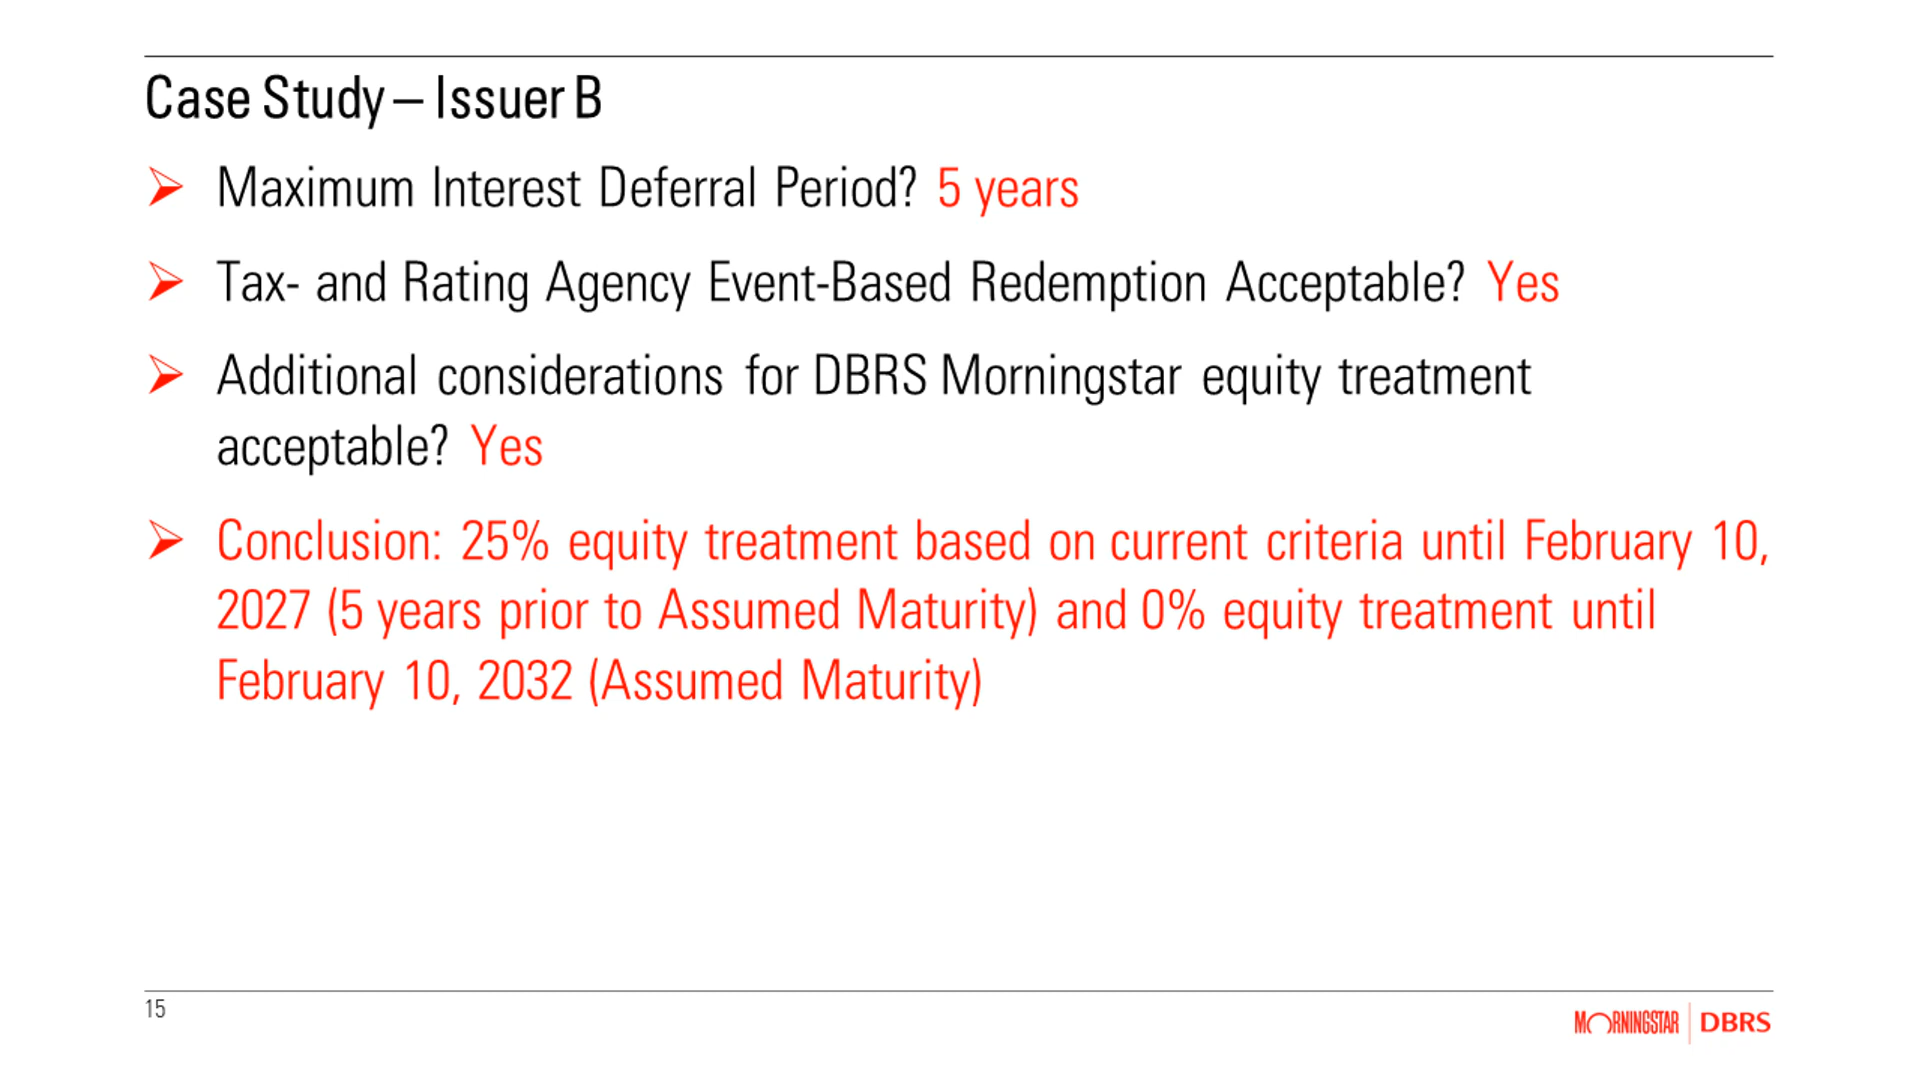 Case Study – Issuer B
Maximum Interest Deferral Period? 5 years
Tax- and Rating Agency Event-Based Redemption Acceptable? Yes
Additional considerations for DBRS Morningstar equity treatment
acceptable? Yes
Conclusion: 25% equity treatment based on current criteria until February 10,
2027 (5 years prior to Assumed Maturity) and 0% equity treatment until
February 10, 2032 (Assumed Maturity)
15
MORNINGSTAR DBRS